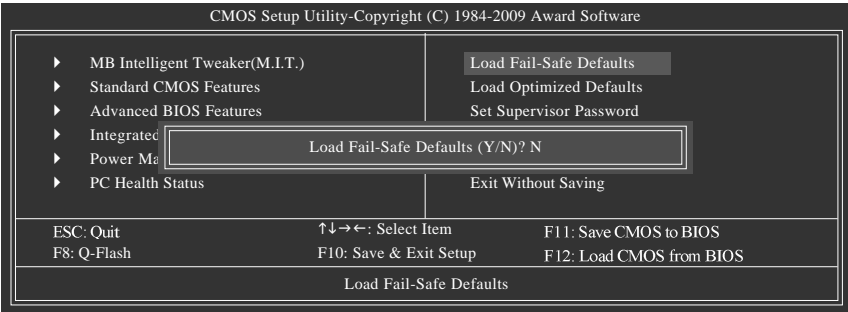 CMOS Setup Utility-Copyright (C) 1984-2009 Award Software
MB Intelligent Tweaker(M.I.T.)
Standard CMOS Features
Advanced BIOS Features
Integrated
Power Ma
PC Health Status
Load Fail-Safe Defaults
Load Optimized Defaults
Set Supervisor Password
Exit Without Saving
Load Fail-Safe Defaults (Y/N)? N
ESC: Quit ↑↓→←: Select Item F11: Save CMOS to BIOS
F8: Q-Flash F10: Save & Exit Setup F12: Load CMOS from BIOS
Load Fail-Safe Defaults